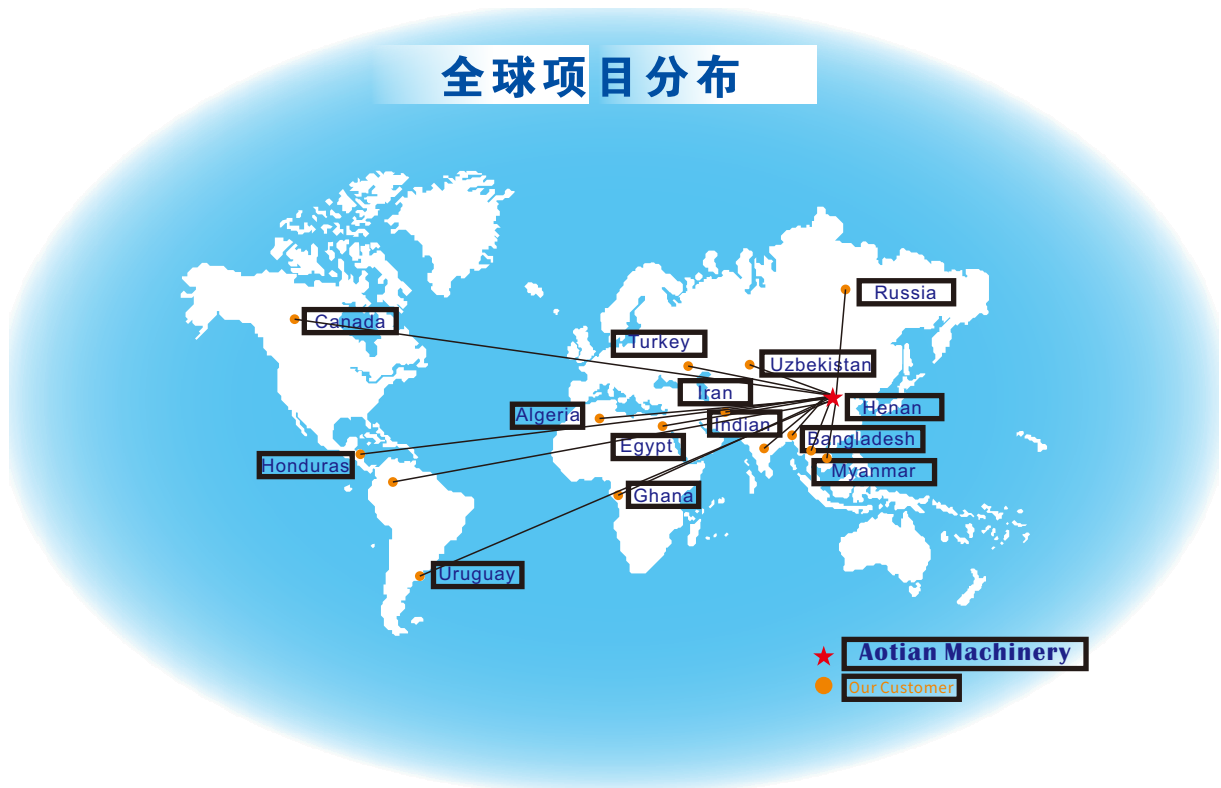 全球项目分布
Russia
Canada
Turkey
Uzbekistan
Iran
Henan
Algeria
Indian
Bangladesh
Egypt
Honduras
Myanmar
Ghana
Uruguay
Aotian Machinery
Our Customer